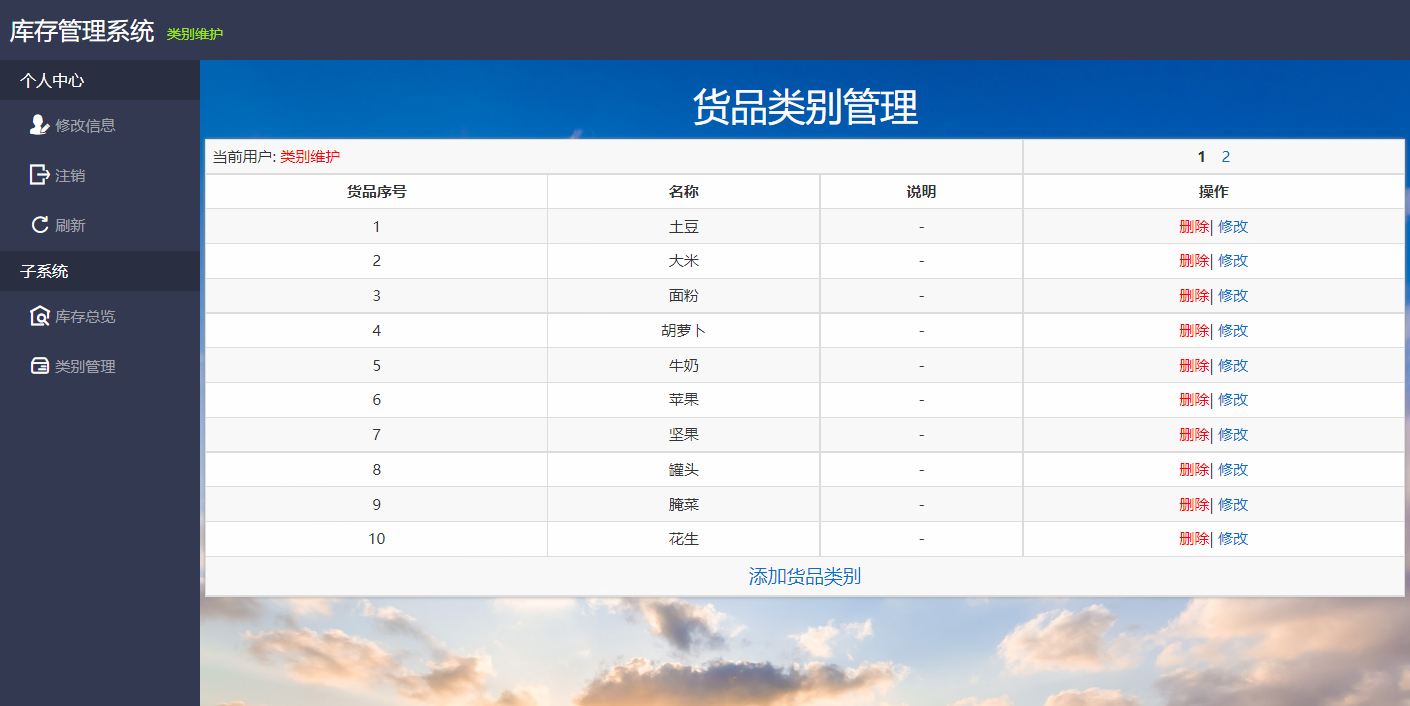 库存管理系统 类别维护
个人中心
修改信息
注销
刷新
子系统
库存总览
类别管理
货品类别管理
当前用户: 类别维护 1 2
货品序号 名称 说明 操作
1 土豆 - 删除| 修改
2 大米 - 删除| 修改
3 面粉 - 删除| 修改
4 胡萝卜 - 删除| 修改
5 牛奶 - 删除| 修改
6 苹果 - 删除| 修改
7 坚果 - 删除| 修改
8 罐头 - 删除| 修改
9 腌菜 - 删除| 修改
10 花生 - 删除| 修改
添加货品类别